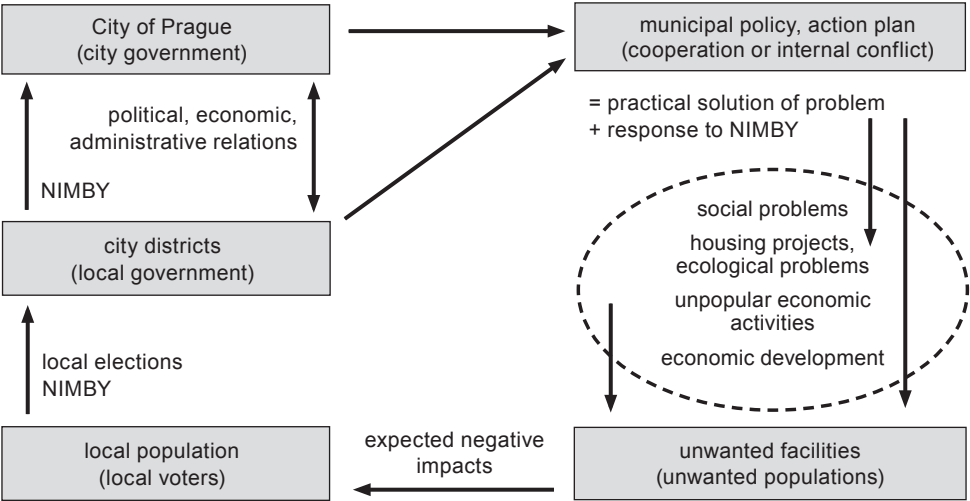 City of Prague
(city government)
municipal policy, action plan
(cooperation or internal conflict)
political, economic,
administrative relations
NIMBY
= practical solution of problem
+ response to NIMBY
city districts
(local government)
social problems
housing projects,
ecological problems
unpopular economic
activities
economic development
local elections
NIMBY
local population
(local voters)
expected negative
impacts
unwanted facilities
(unwanted populations)